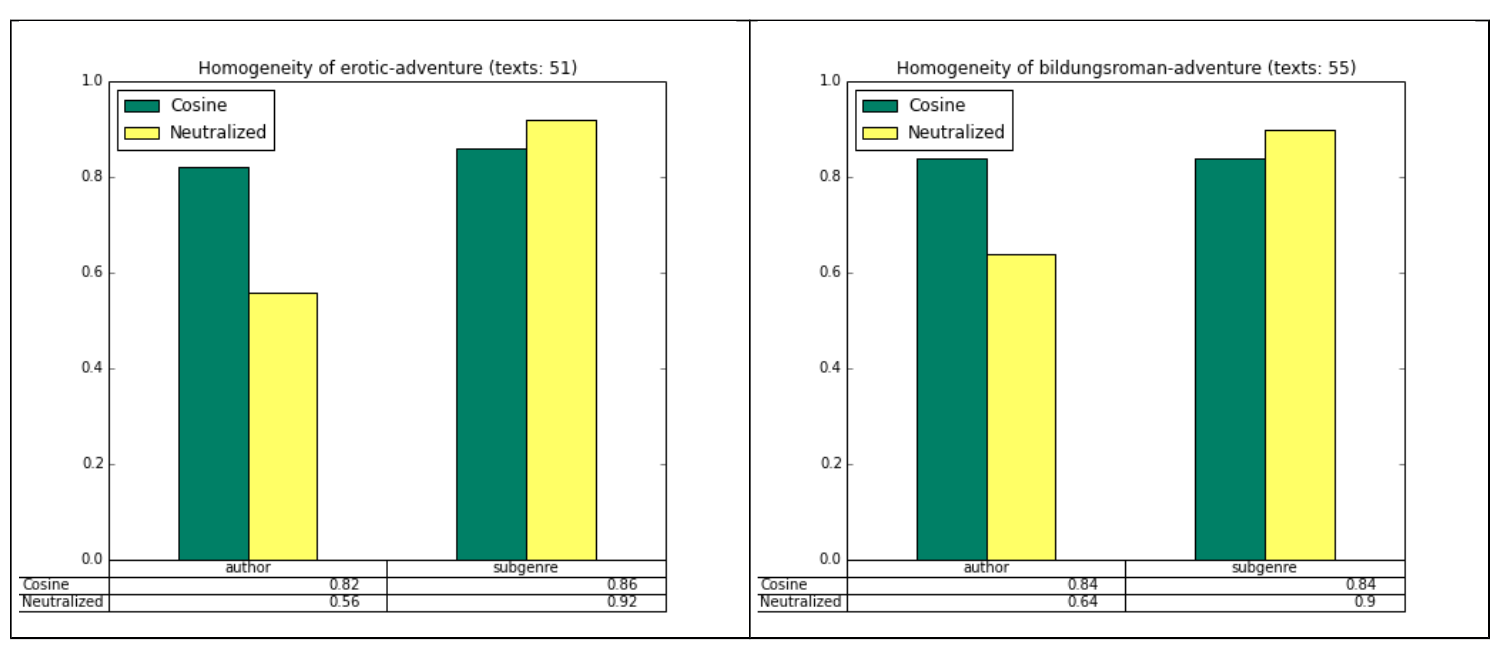 Homogeneity of erotic-adventure (texts: 51)
1.0
Cosine
Neutralized
0.8
0.6
0.4
0.2
0.0
author subgenre
Cosine 0.82 0.86
Neutralized 0.56 0.92
Homogeneity of bildungsroman-adventure (texts: 55)
1.0
Cosine
Neutralized
0.8
0.6
0.4
0.2
0.0
author subgenre
Cosine 0.84 0.84
Neutralized 0.64 0.9